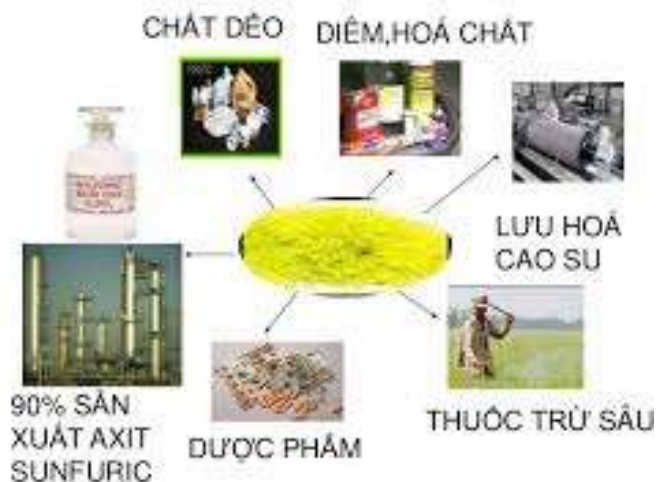 CHẤT DẺO
DIÊM,HOÁ CHẤT
LƯU HOÁ
CAO SU
90% SẢN
XUẤT AXIT
SUNFURIC
DƯỢC PHẨM
THUỐC TRỪ SÂU